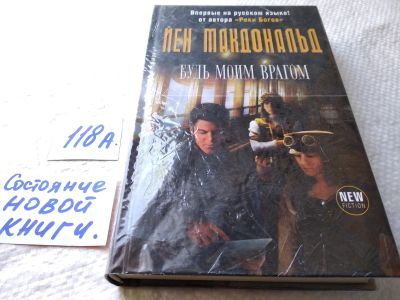 Впервые на русском языке!
от автора «Реки Богов»
Йен Макдональд
БУДЬ МОИМ ВРАГОМ
NEW
FICTION
118А.
Состояние
НОВОЙ
КНИГИ.